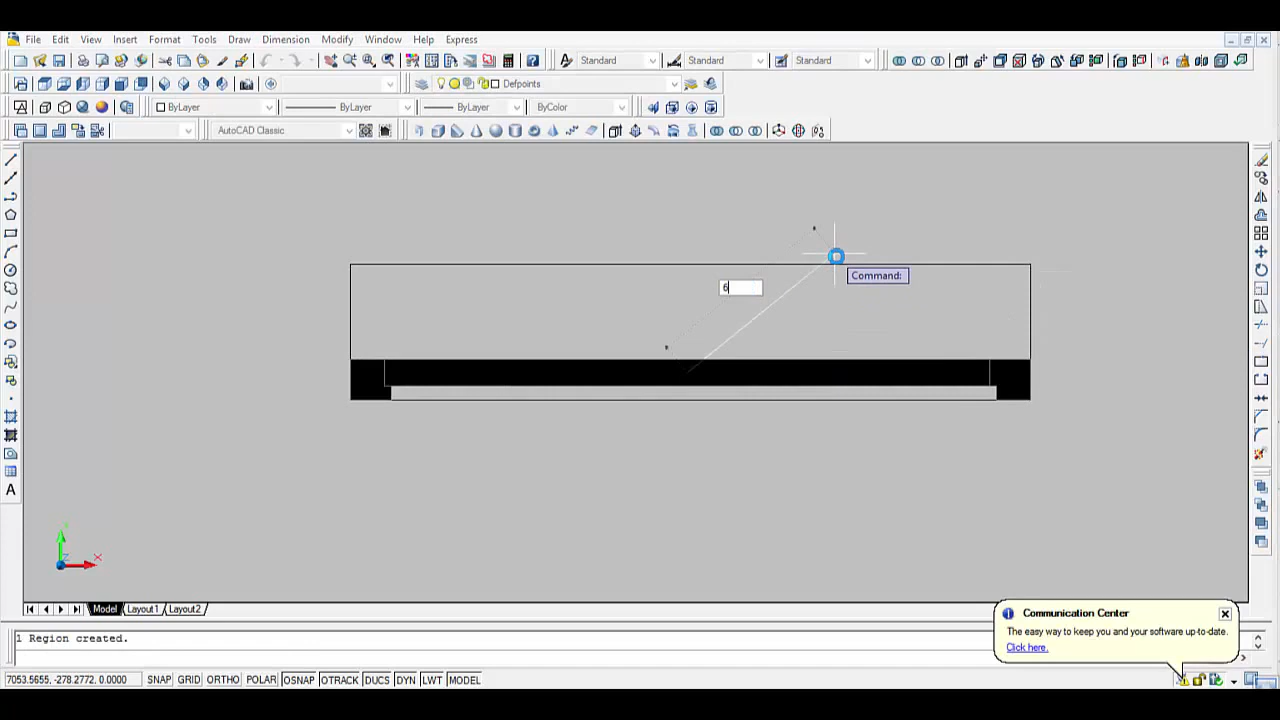 File Edit View Insert Format Tools Draw Dimension Modify Window Help Express
Standard Standard Standard
Defpoints
ByLayer ByLayer ByLayer ByColor
AutoCAD Classic
6
Command:
A
X
Model Layout1 Layout2
Communication Center
The easy way to keep you and your software up-to-date.
Click here.
1 Region created.
7053.5655, -278.2772, 0.0000 SNAP GRID ORTHO POLAR OSNAP OTRACK DUCS DYN LWT MODEL